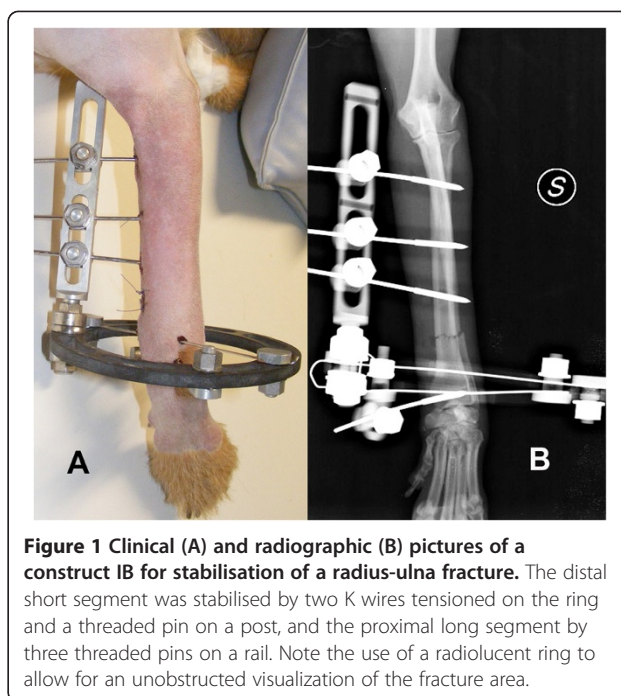 S
A
B
Figure 1 Clinical (A) and radiographic (B) pictures of a
construct IB for stabilisation of a radius-ulna fracture. The distal
short segment was stabilised by two K wires tensioned on the ring
and a threaded pin on a post, and the proximal long segment by
three threaded pins on a rail. Note the use of a radiolucent ring to
allow for an unobstructed visualization of the fracture area.